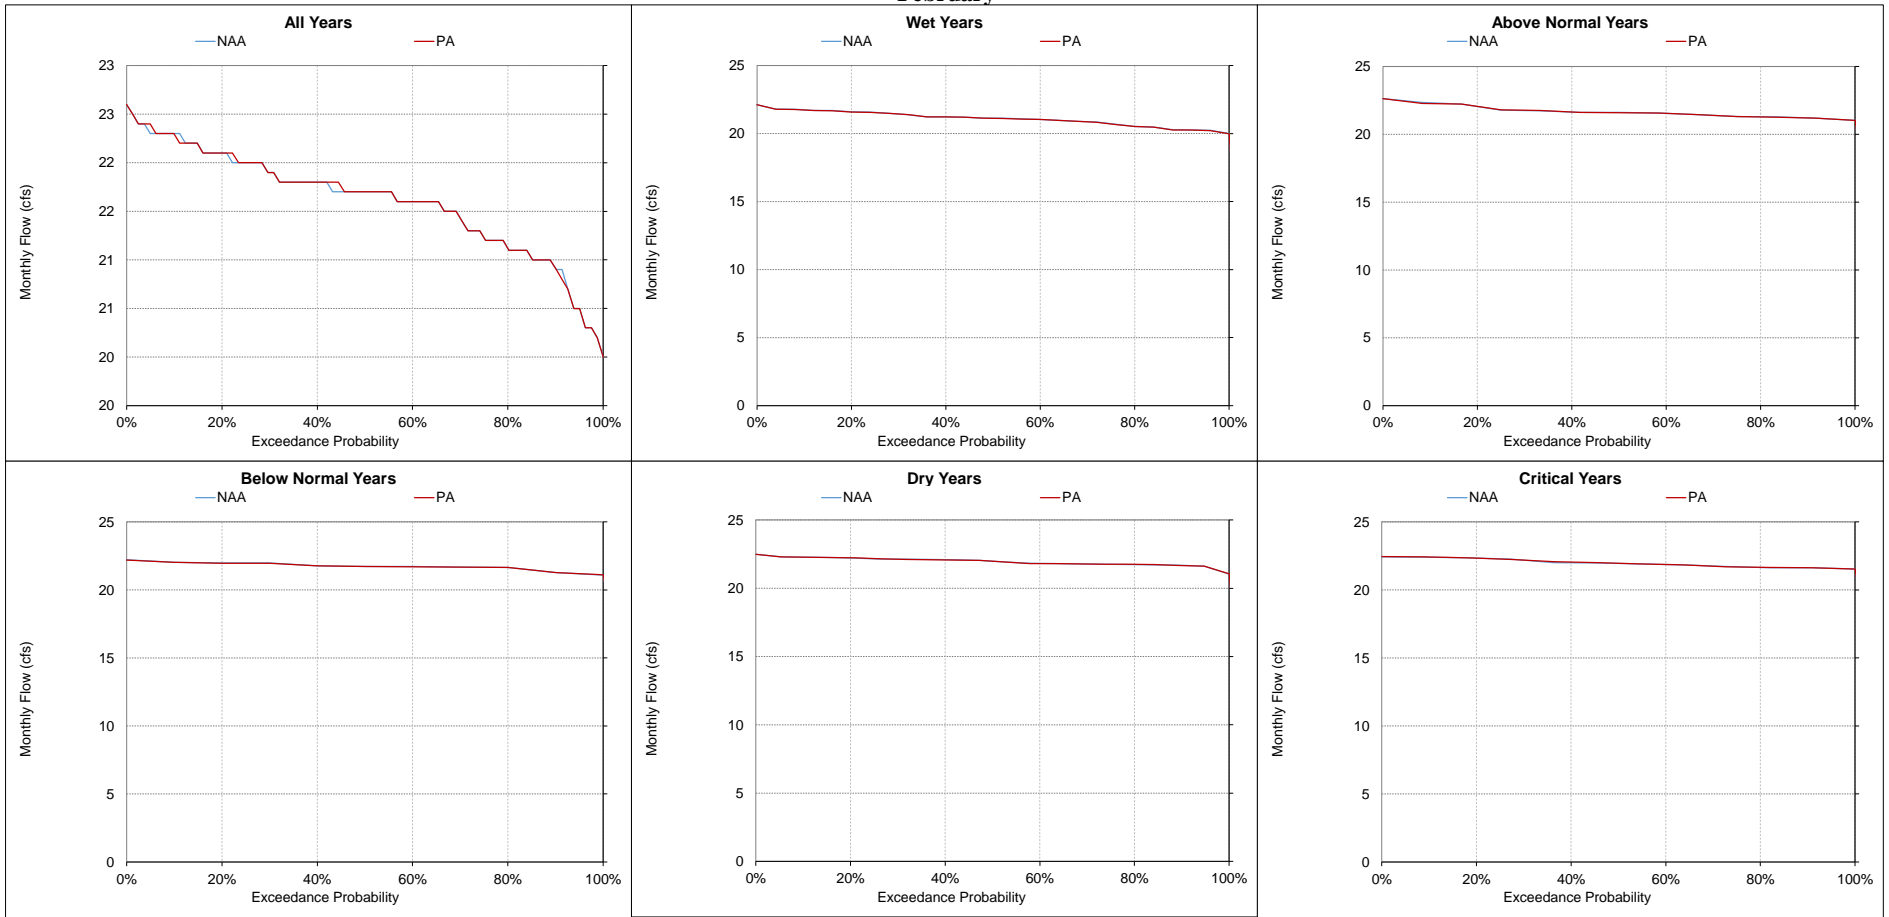 All Years
NAA PA
23
23
22
22
21
21
20
20
0% 20% 40% 60% 80% 100%
Exceedance Probability
Monthly Flow (cfs)
Wet Years
NAA PA
25
20
15
10
5
0
0% 20% 40% 60% 80% 100%
Exceedance Probability
Monthly Flow (cfs)
Above Normal Years
NAA PA
25
20
15
10
5
0
0% 20% 40% 60% 80% 100%
Exceedance Probability
Monthly Flow (cfs)
Below Normal Years
NAA PA
25
20
15
10
5
0
0% 20% 40% 60% 80% 100%
Exceedance Probability
Monthly Flow (cfs)
Dry Years
NAA PA
25
20
15
10
5
0
0% 20% 40% 60% 80% 100%
Exceedance Probability
Monthly Flow (cfs)
Critical Years
NAA PA
25
20
15
10
5
0
0% 20% 40% 60% 80% 100%
Exceedance Probability
Monthly Flow (cfs)